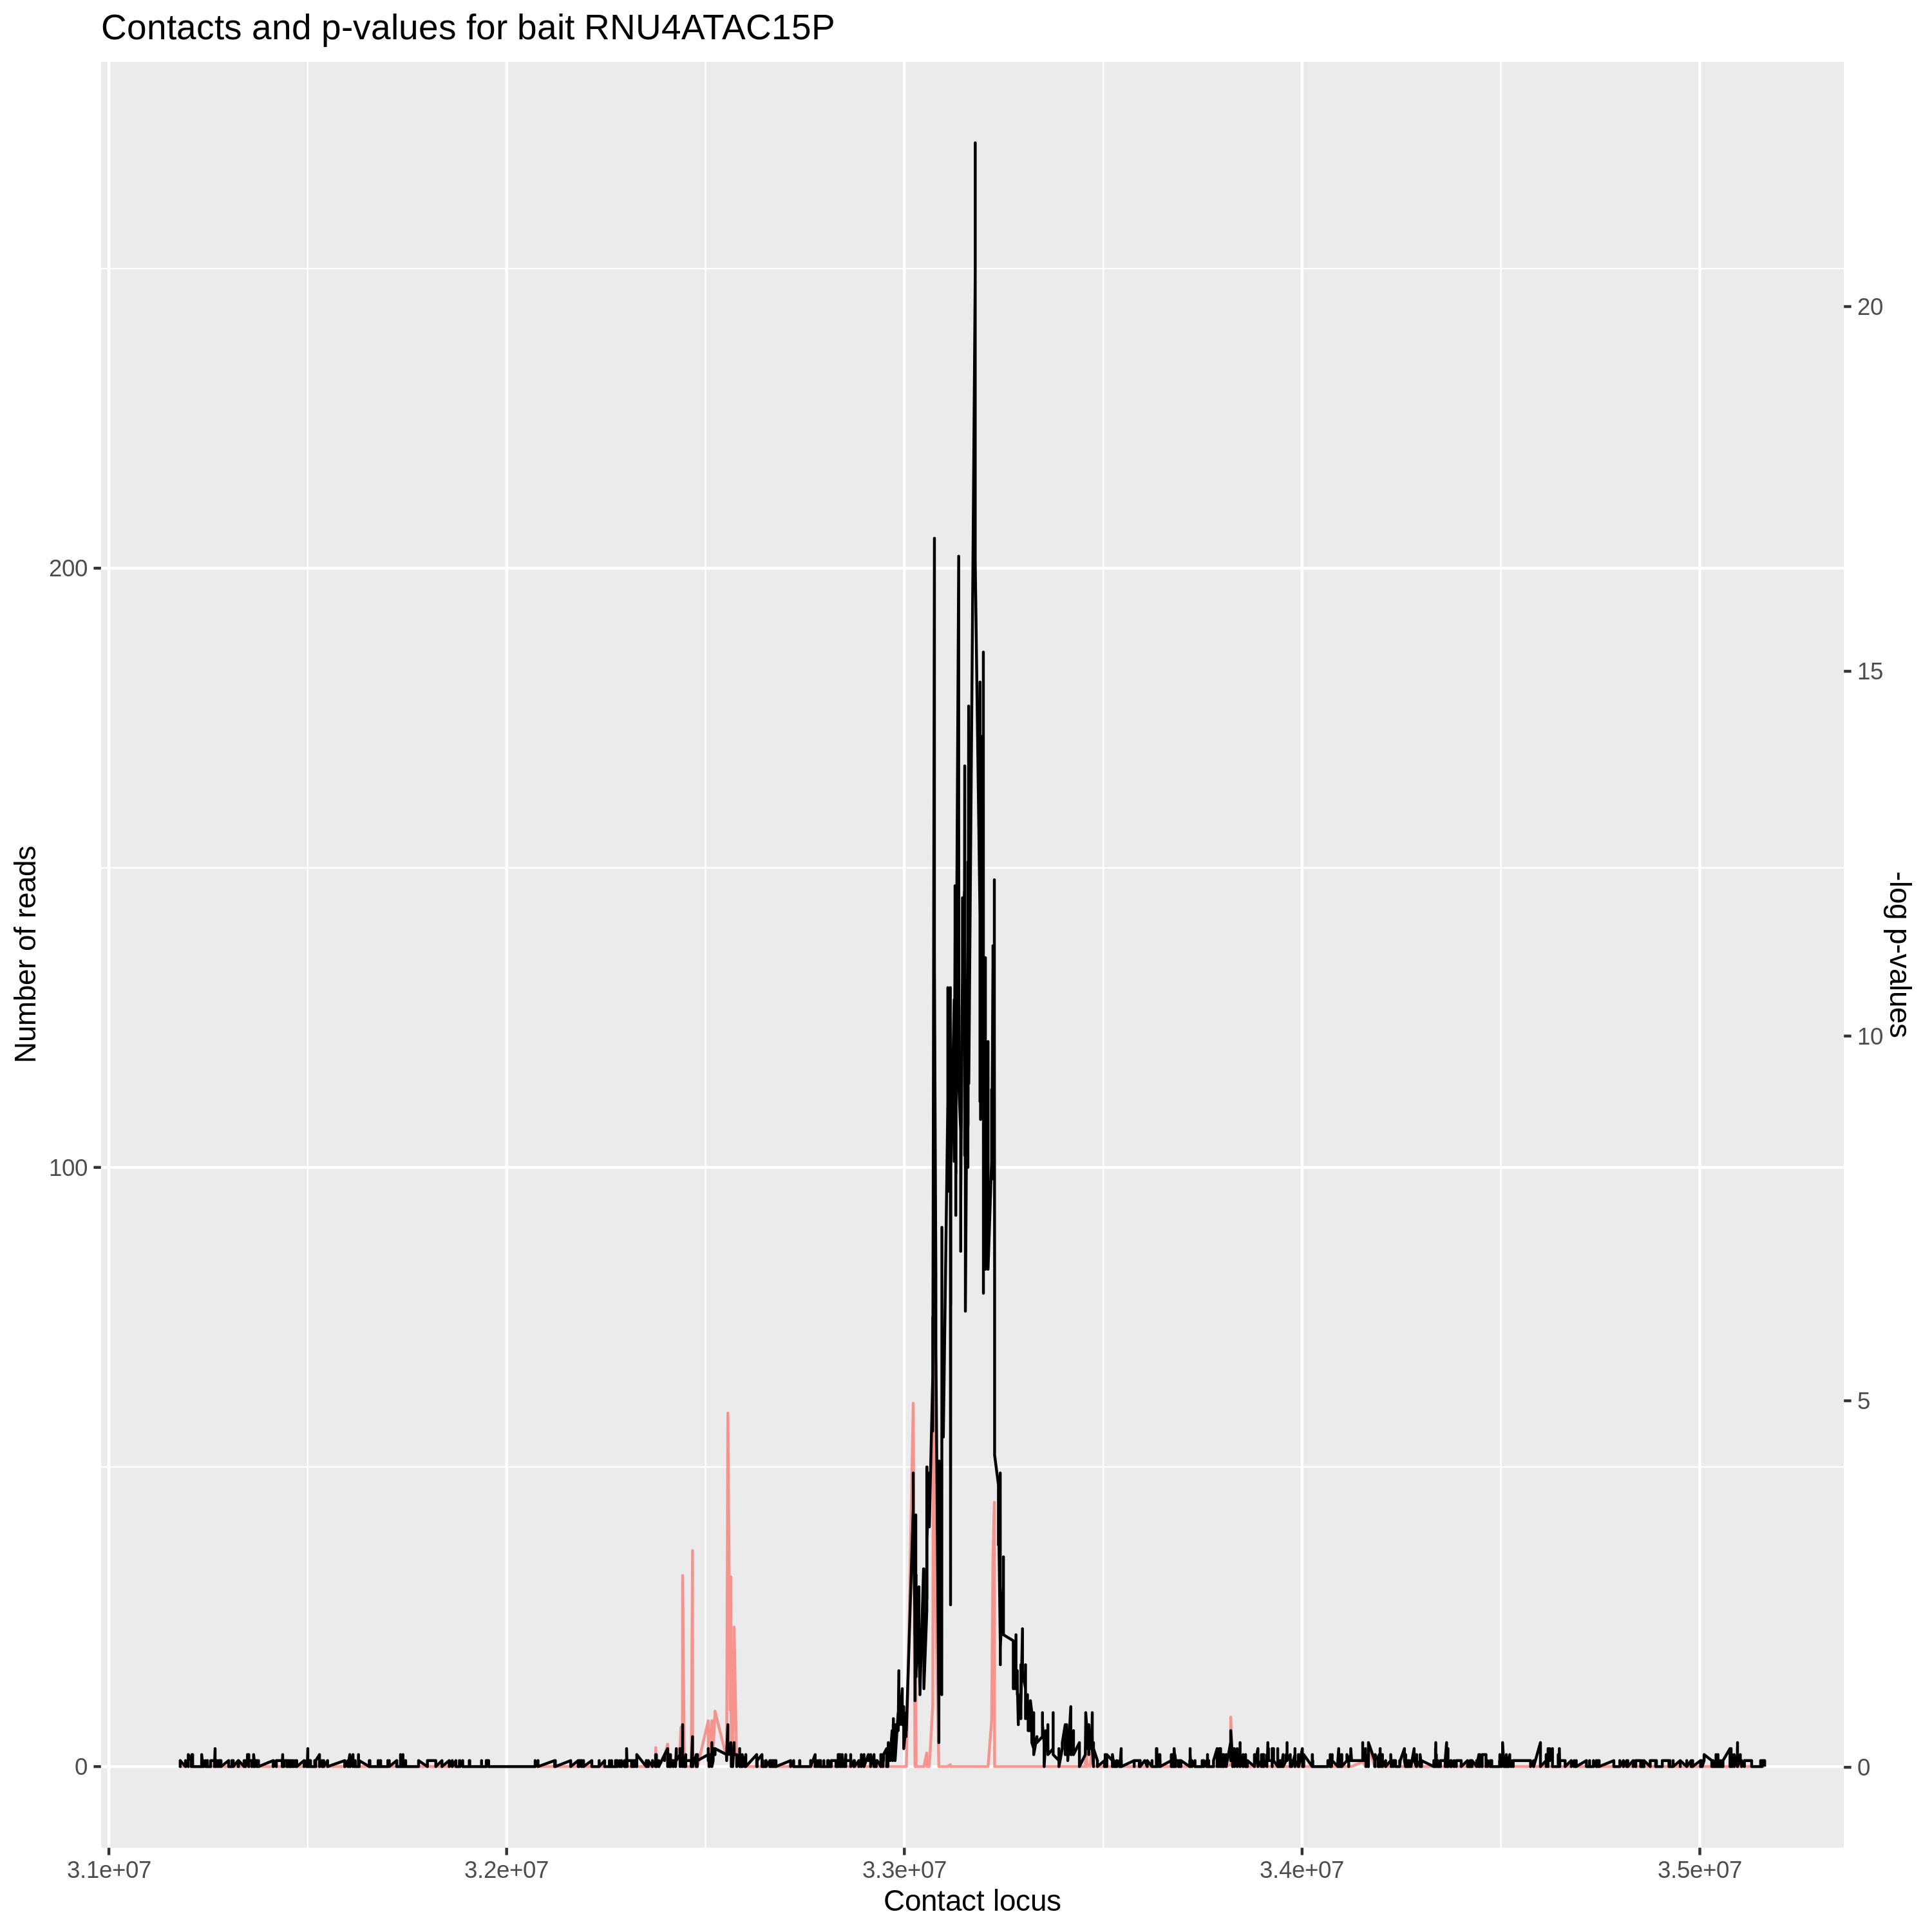 Contacts and p-values for bait RNU4ATAC15P
Number of reads
200
100
0
20
15
10
5
0
-log p-values
3.1e+07
3.2e+07
3.3e+07
3.4e+07
3.5e+07
Contact locus